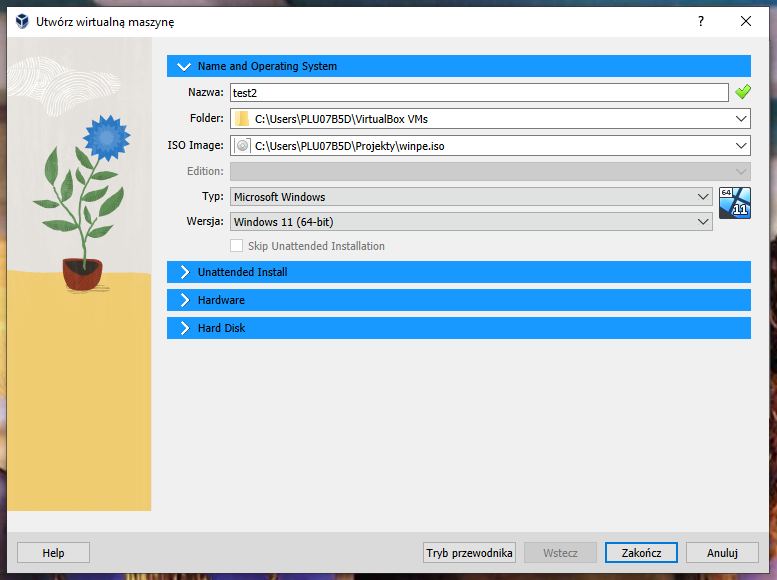 Utwórz wirtualną maszynę
?
Name and Operating System
Nazwa: test2
Folder: C:\Users\PLU07B5D\VirtualBox VMs
ISO Image: C:\Users\PLU07B5D\Projekty\winpe.iso
Edition:
Typ: Microsoft Windows
64
11
Wersja: Windows 11 (64-bit)
Skip Unattended Installation
Unattended Install
Hardware
Hard Disk
Help Tryb przewodnika Wstecz Zakończ Anuluj